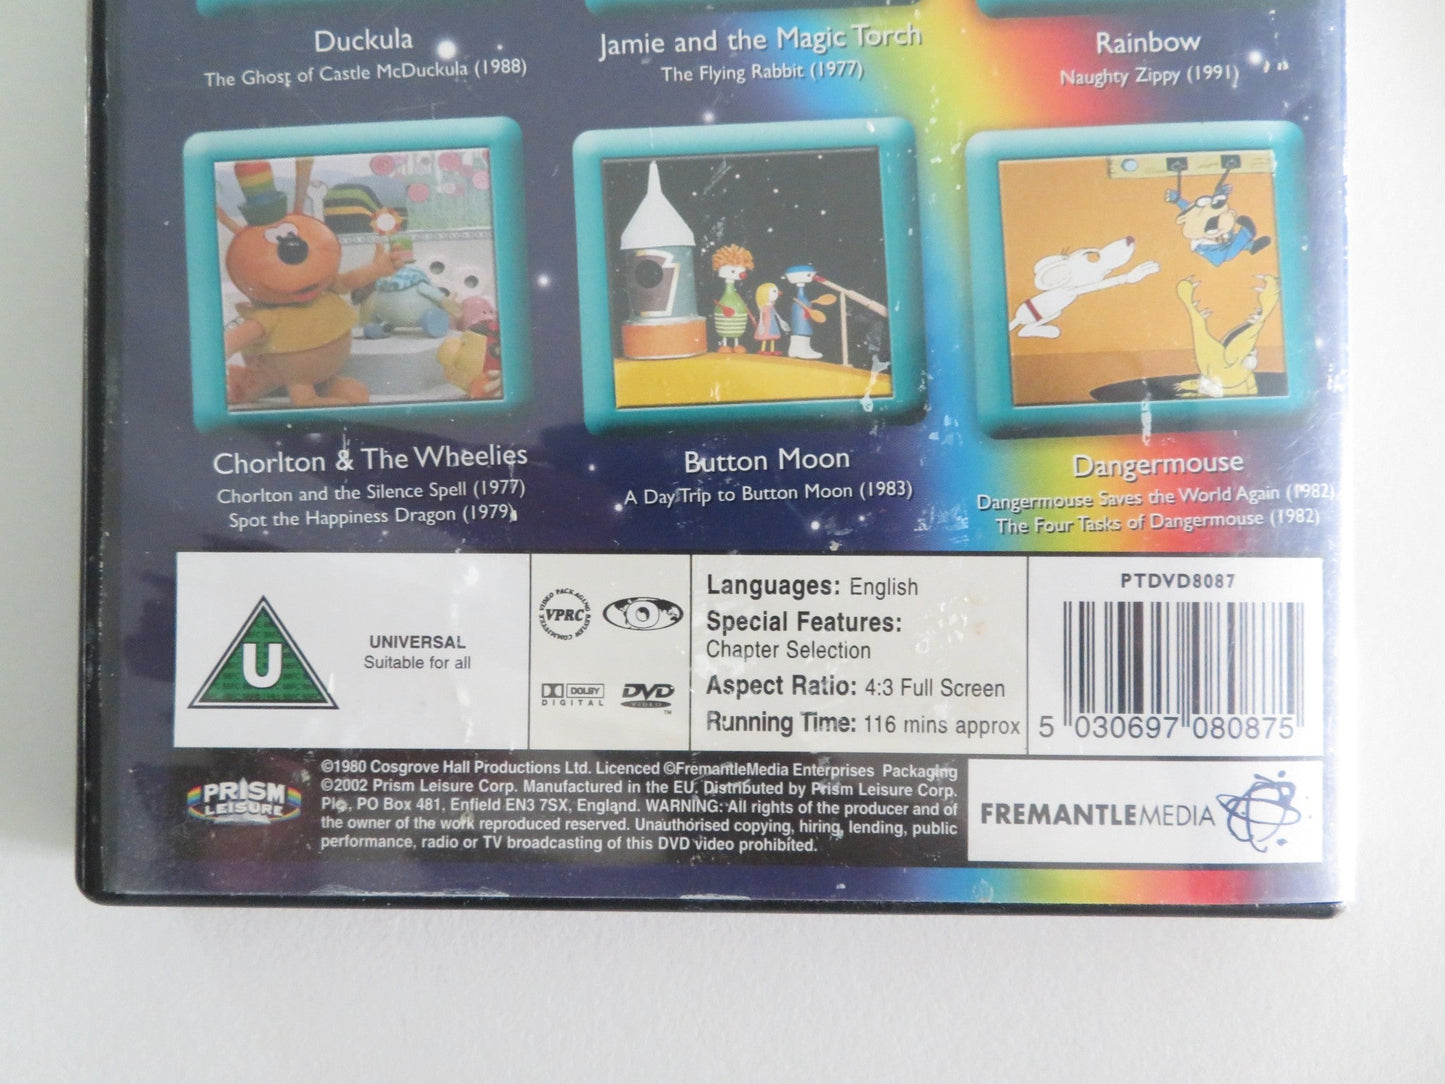 Duckula
The Ghost of Castle McDuckula (1988)
Jamie and the Magic Torch
The Flying Rabbit (1977)
Rainbow
Naughty Zippy (1991)
Chorlton & The Wheelies
Chorlton and the Silence Spell (1977)
Spot the Happiness Dragon (1979)
Button Moon
A Day Trip to Button Moon (1983)
Dangermouse
Dangermouse Saves the World Again (1982)
The Four Tasks of Dangermouse (1982)
U
UNIVERSAL
Suitable for all
VIDEO PACKAGING REVIEW COMMITTEE
VPRC
DOLBY
DIGITAL
DVD
VIDEO
TM
Languages: English
Special Features:
Chapter Selection
Aspect Ratio: 4:3 Full Screen
Running Time: 116 mins approx
PTDVD8087
5 030697 080875
PRISM
LEISURE
©1980 Cosgrove Hall Productions Ltd. Licenced ©FremantleMedia Enterprises Packaging
©2002 Prism Leisure Corp. Manufactured in the EU. Distributed by Prism Leisure Corp.
Plc, PO Box 481, Enfield EN3 7SX, England. WARNING: All rights of the producer and of
the owner of the work reproduced reserved. Unauthorised copying, hiring, lending, public
performance, radio or TV broadcasting of this DVD video prohibited.
FREMANTLEMEDIA